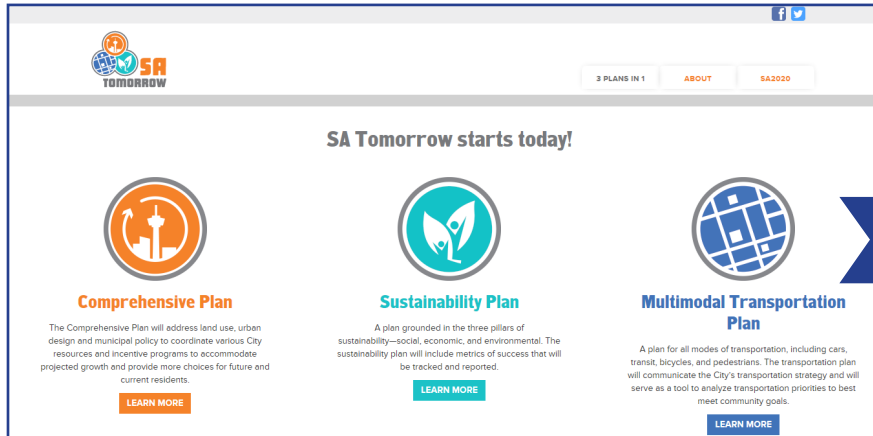 SA
TOMORROW
3 PLANS IN 1
ABOUT
SA2020
SA Tomorrow starts today!
Comprehensive Plan
The Comprehensive Plan will address land use, urban
design and municipal policy to coordinate various City
resources and incentive programs to accommodate
projected growth and provide more choices for future and
current residents.
LEARN MORE
Sustainability Plan
A plan grounded in the three pillars of
sustainability—social, economic, and environmental. The
sustainability plan will include metrics of success that will
be tracked and reported.
LEARN MORE
Multimodal Transportation
Plan
A plan for all modes of transportation, including cars,
transit, bicycles, and pedestrians. The transportation plan
will communicate the City's transportation strategy and will
serve as a tool to analyze transportation priorities to best
meet community goals.
LEARN MORE